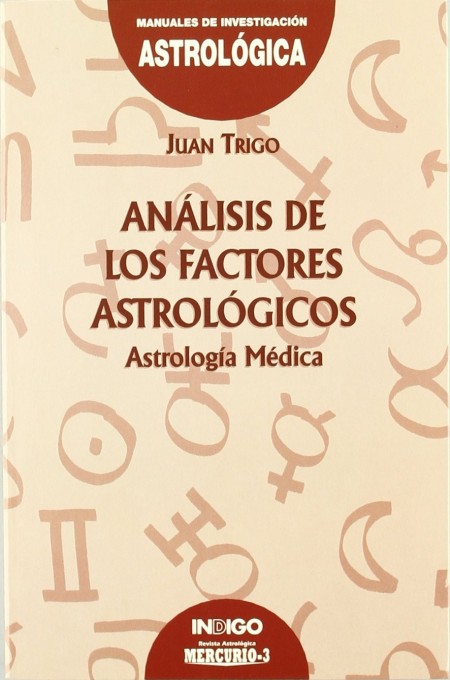 MANUALES DE INVESTIGACIÓN
ASTROLÓGICA
JUAN TRIGO
ANÁLISIS DE
LOS FACTORES
ASTROLÓGICOS
Astrología Médica
INDIGO
Revista Astrológica
MERCURIO-3